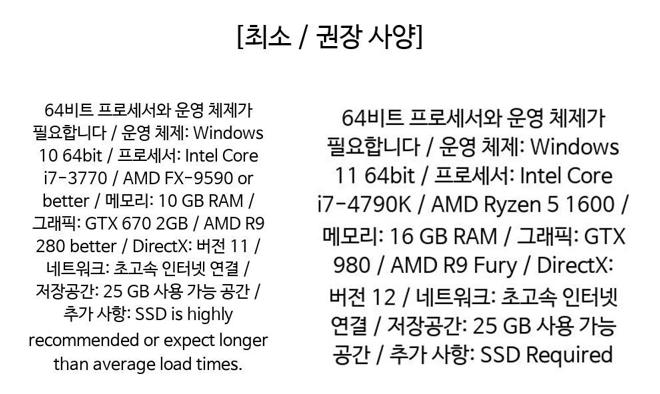 [최소 / 권장 사양]
64비트 프로세서와 운영 체제가
필요합니다 / 운영 체제: Windows
10 64bit / 프로세서: Intel Core
i7-3770 / AMD FX-9590 or
better / 메모리: 10 GB RAM /
그래픽: GTX 670 2GB / AMD R9
280 better / DirectX: 버전 11 /
네트워크: 초고속 인터넷 연결 /
저장공간: 25 GB 사용 가능 공간 /
추가 사항: SSD is highly
recommended or expect longer
than average load times.
64비트 프로세서와 운영 체제가
필요합니다 / 운영 체제: Windows
11 64bit / 프로세서: Intel Core
i7-4790K / AMD Ryzen 5 1600 /
메모리: 16 GB RAM / 그래픽: GTX
980 / AMD R9 Fury / DirectX:
버전 12 / 네트워크: 초고속 인터넷
연결 / 저장공간: 25 GB 사용 가능
공간 / 추가 사항: SSD Required